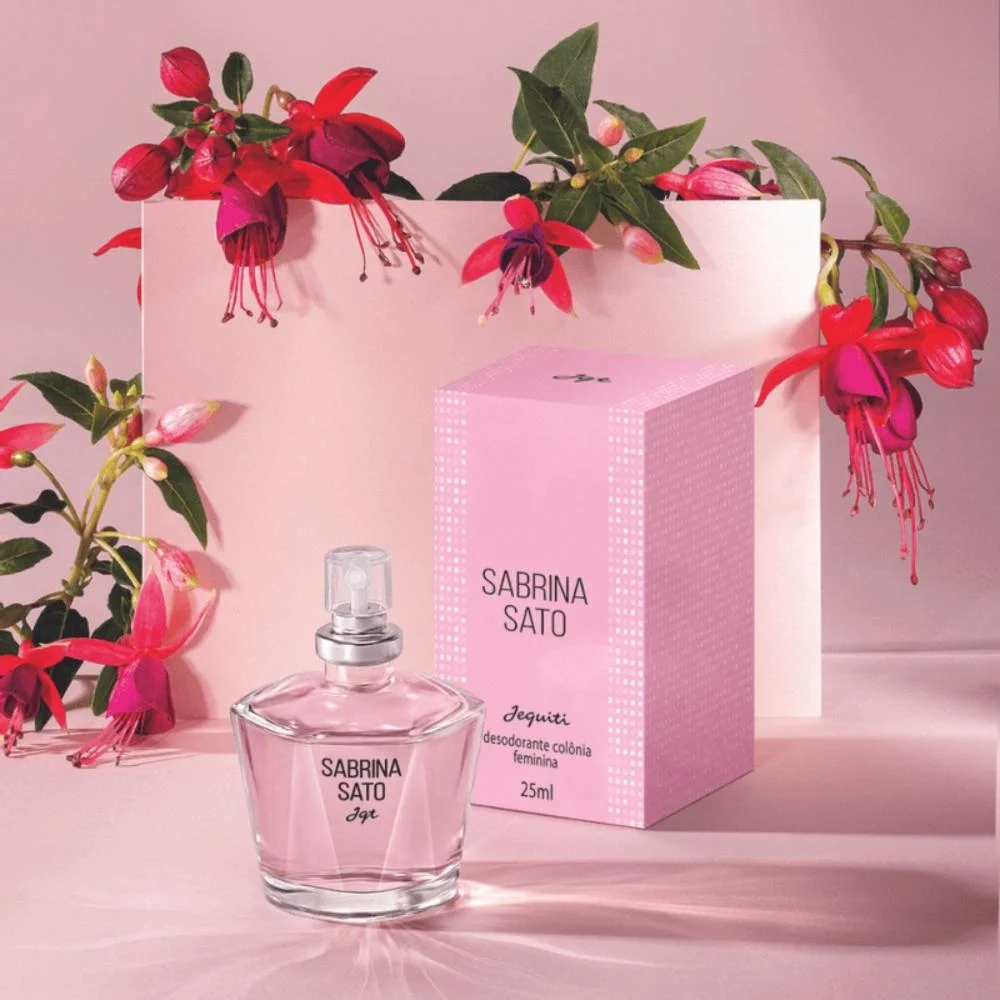 Jqt
SABRINA
SATO
Jequiti
desodorante colônia
feminina
25ml
SABRINA
SATO
Jqt